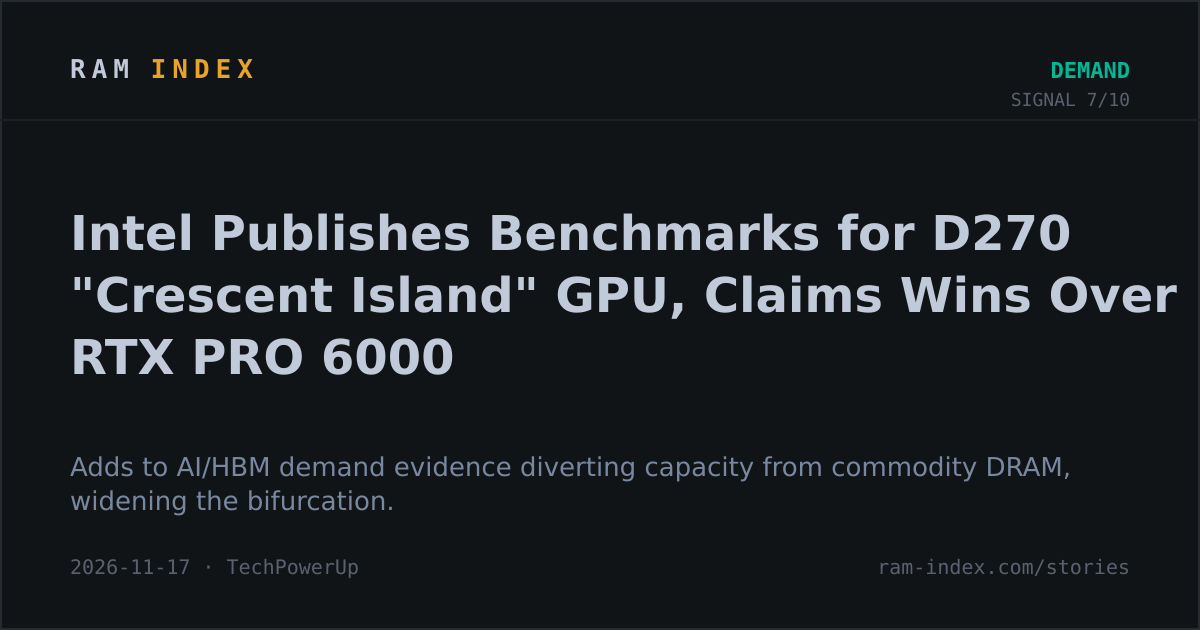 RAM INDEX
DEMAND
SIGNAL 7/10
Intel Publishes Benchmarks for D270
"Crescent Island" GPU, Claims Wins Over
RTX PRO 6000
Adds to AI/HBM demand evidence diverting capacity from commodity DRAM,
widening the bifurcation.
2026-11-17 · TechPowerUp
ram-index.com/stories